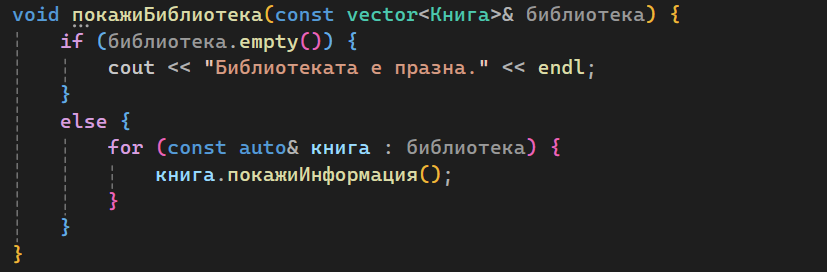 void покажиБиблиотека(const vector<Книга>& библиотека) {
if (библиотека.empty()) {
cout << "Библиотеката е празна." << endl;
}
else {
for (const auto& книга : библиотека) {
книга.покажиИнформация();
}
}
}